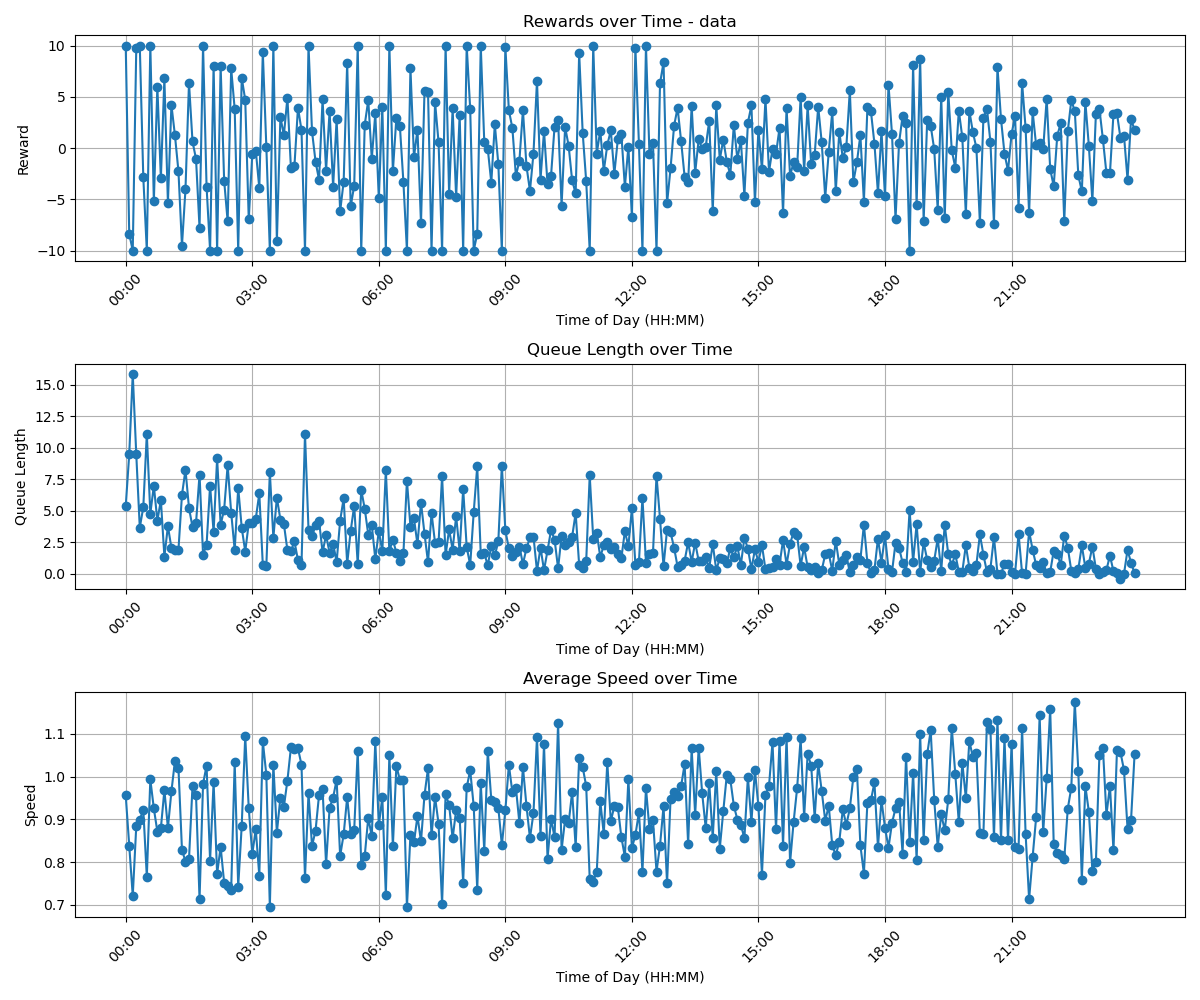 Rewards over Time - data
Reward
10
5
0
−5
−10
00:00 03:00 06:00 09:00 12:00 15:00 18:00 21:00
Time of Day (HH:MM)
Queue Length over Time
Queue Length
15.0
12.5
10.0
7.5
5.0
2.5
0.0
00:00 03:00 06:00 09:00 12:00 15:00 18:00 21:00
Time of Day (HH:MM)
Average Speed over Time
Speed
1.1
1.0
0.9
0.8
0.7
00:00 03:00 06:00 09:00 12:00 15:00 18:00 21:00
Time of Day (HH:MM)